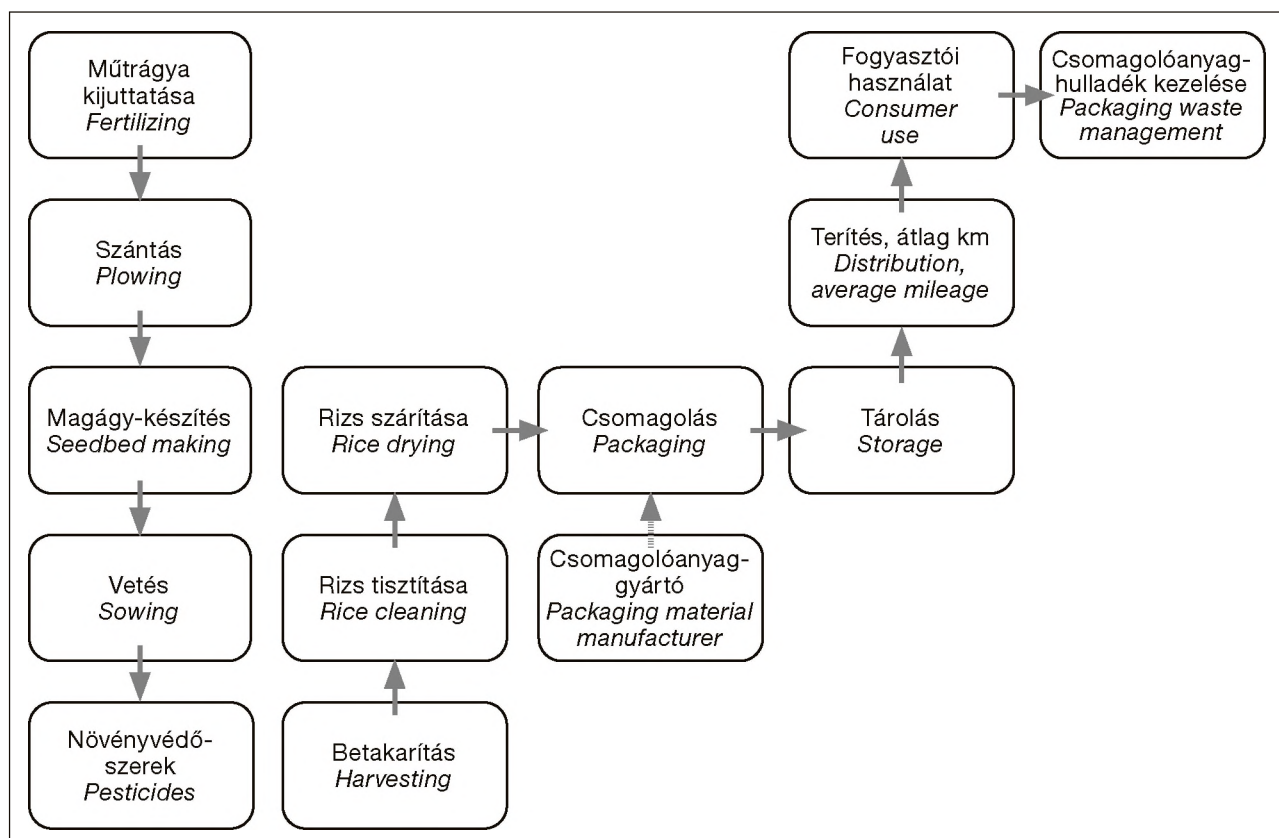 Műtrágya
kijuttatása
Fertilizing
Szántás
Plowing
Magágy-készítés
Seedbed making
Vetés
Sowing
Növényvédő-
szerek
Pesticides
Betakarítás
Harvesting
Rizs tisztítása
Rice cleaning
Rizs szárítása
Rice drying
Csomagolás
Packaging
Csomagolóanyag-
gyártó
Packaging material
manufacturer
Tárolás
Storage
Terítés, átlag km
Distribution,
average mileage
Fogyasztói
használat
Consumer
use
Csomagolóanyag-
hulladék kezelése
Packaging waste
management